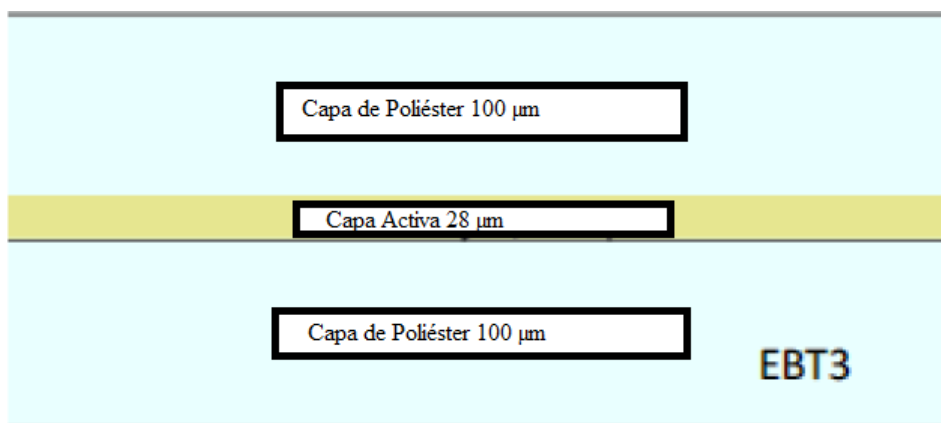 Capa de Poliéster 100 μm
Capa Activa 28 μm
Capa de Poliéster 100 μm
EBT3